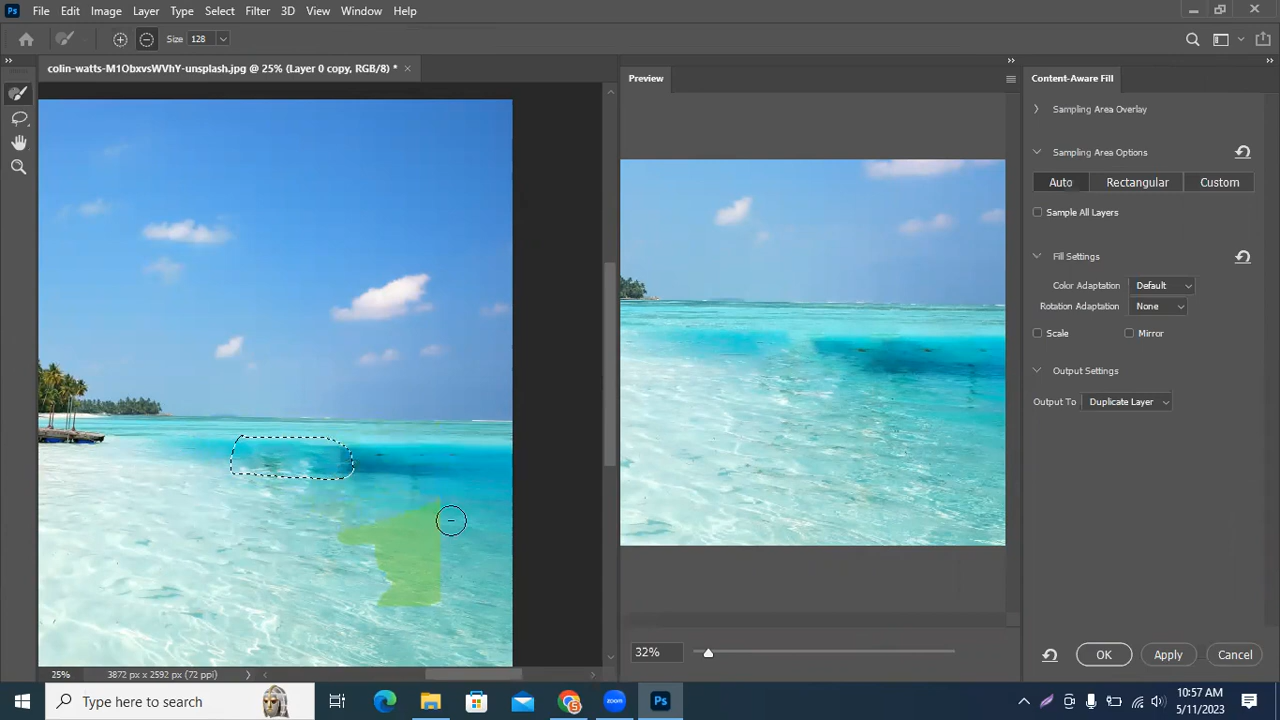 Ps File Edit Image Layer Type Select Filter 3D View Window Help
Size 128
colin-watts-M1ObxvsWVhY-unsplash.jpg @ 25% (Layer 0 copy, RGB/8) *
Preview
Content-Aware Fill
Sampling Area Overlay
Sampling Area Options
Auto Rectangular Custom
Sample All Layers
Fill Settings
Color Adaptation Default
Rotation Adaptation None
Scale Mirror
Output Settings
Output To Duplicate Layer
32%
OK Apply Cancel
25% 3872 px x 2592 px (72 ppi)
Type here to search
zoom
Ps
6:57 AM
5/11/2023